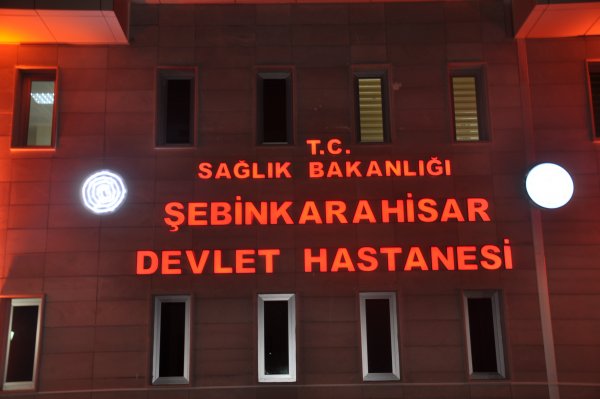 T.C.
SAĞLIK BAKANLIĞI
ŞEBİNKARAHİSAR
DEVLET HASTANESİ